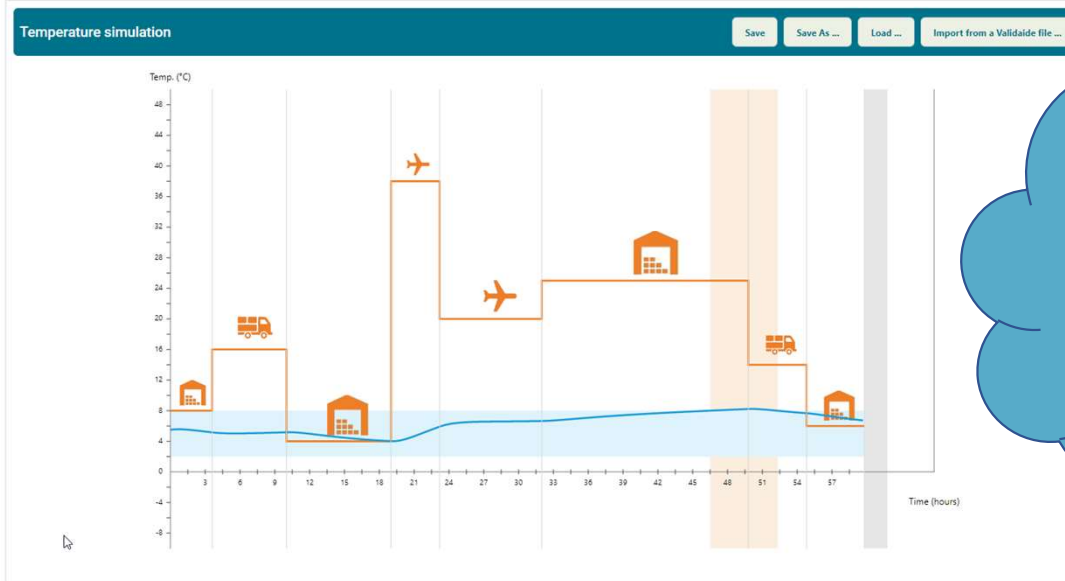 Temperature simulation
Save
Save As ...
Load ...
Import from a Validaide file ...
Temp. (°C)
48
44
40
36
32
28
24
20
16
12
8
4
0
-4
-8
3 6 9 12 15 18 21 24 27 30 33 36 39 42 45 48 51 54 57
Time (hours)